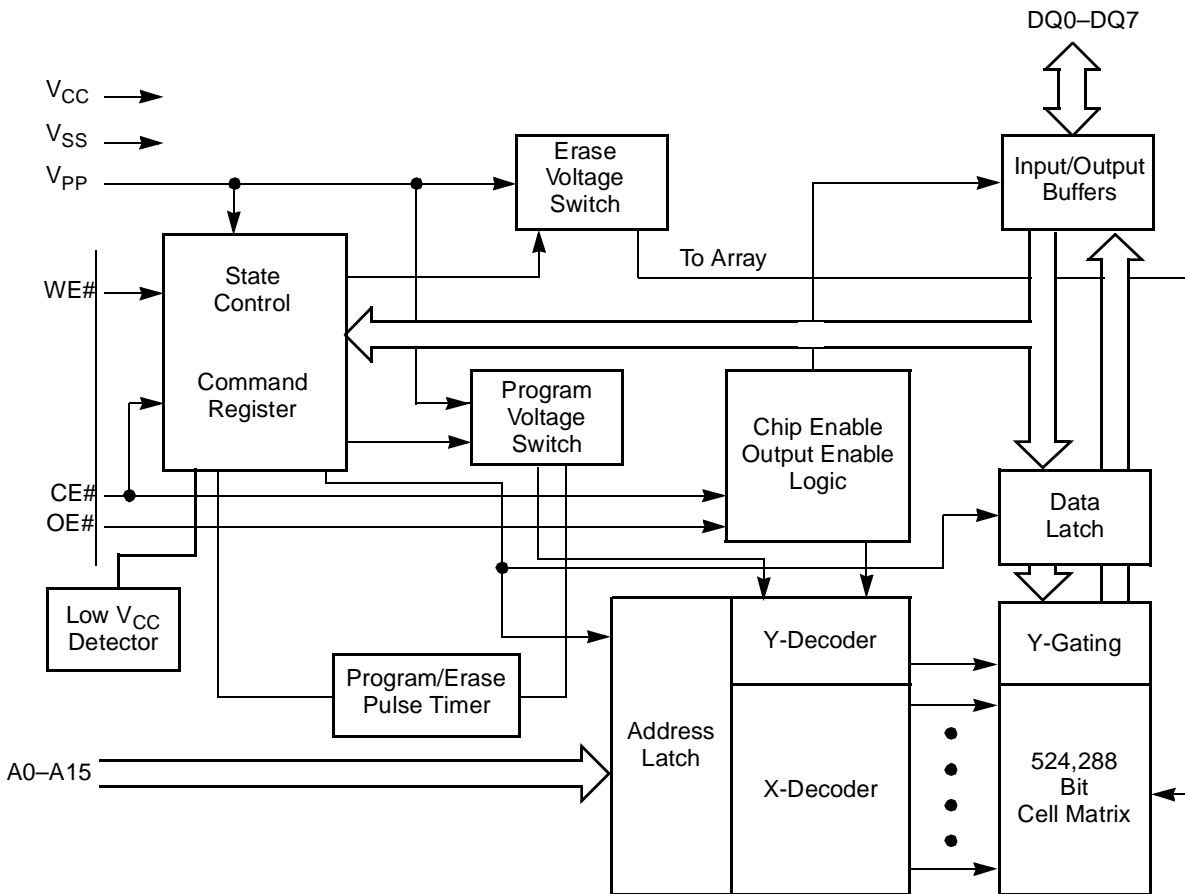 DQ0–DQ7
VCC
VSS
VPP
Erase
Voltage
Switch
Input/Output
Buffers
To Array
WE#
State
Control
Command
Register
Program
Voltage
Switch
Chip Enable
Output Enable
Logic
CE#
OE#
Data
Latch
Low VCC
Detector
Y-Decoder
Y-Gating
Program/Erase
Pulse Timer
Address
Latch
A0–A15
X-Decoder
524,288
Bit
Cell Matrix